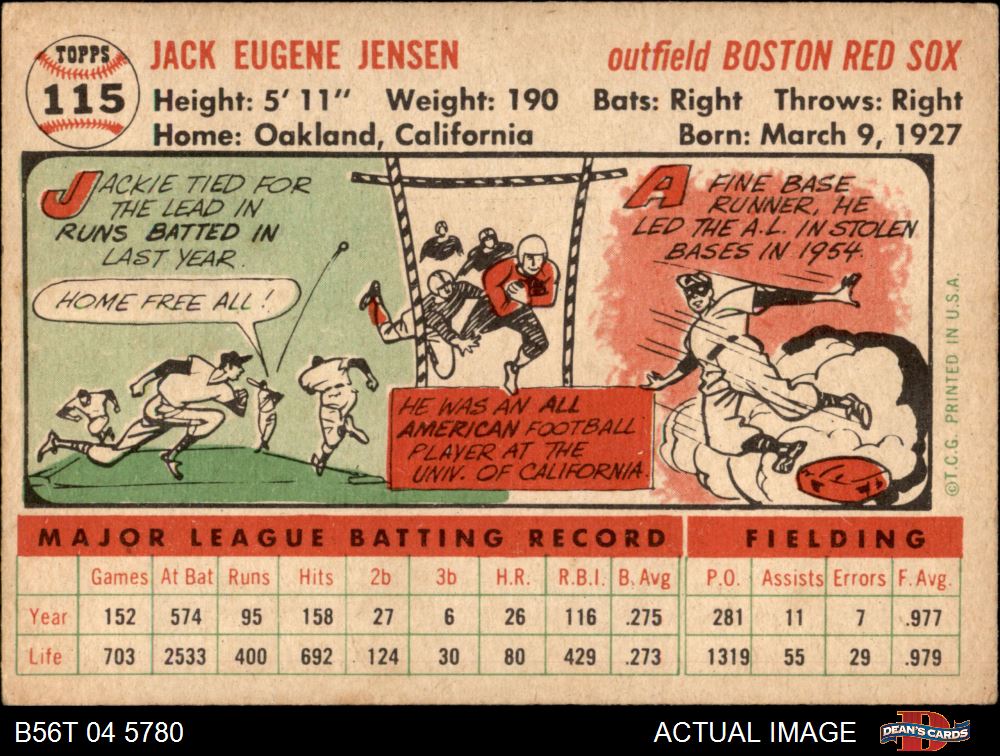 TOPPS
115
JACK EUGENE JENSEN
outfield BOSTON RED SOX
Height: 5' 11" Weight: 190 Bats: Right Throws: Right
Home: Oakland, California Born: March 9, 1927
JACKIE TIED FOR
THE LEAD IN
RUNS BATTED IN
LAST YEAR.
HOME FREE ALL!
HE WAS AN ALL
AMERICAN FOOTBALL
PLAYER AT THE
UNIV. OF CALIFORNIA.
A FINE BASE
RUNNER, HE
LED THE A.L. IN STOLEN
BASES IN 1954.
©T.C.G. PRINTED IN U.S.A.
MAJOR LEAGUE BATTING RECORD FIELDING
Games At Bat Runs Hits 2b 3b H.R. R.B.I. B. Avg P.O. Assists Errors F. Avg.
Year 152 574 95 158 27 6 26 116 .275 281 11 7 .977
Life 703 2533 400 692 124 30 80 429 .273 1319 55 29 .979
B56T 04 5780
ACTUAL IMAGE
D
DEAN'S CARDS